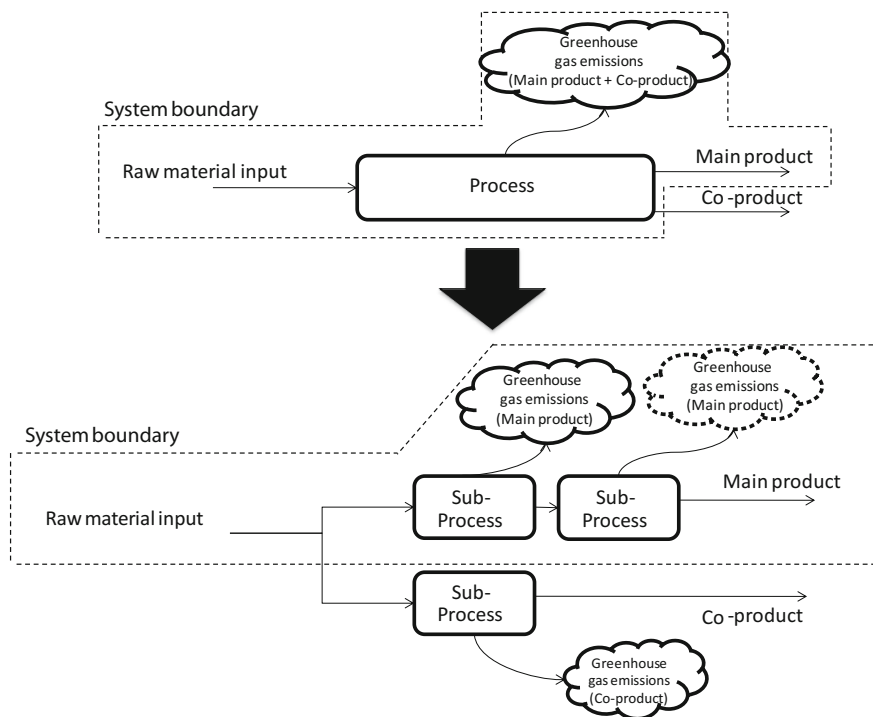 Greenhouse
gas emissions
(Main product + Co-product)
System boundary
Raw material input
Process
Main product
Co -product
Greenhouse
gas emissions
(Main product)
Greenhouse
gas emissions
(Main product)
System boundary
Raw material input
Sub-
Process
Sub-
Process
Main product
Sub-
Process
Co -product
Greenhouse
gas emissions
(Co-product)